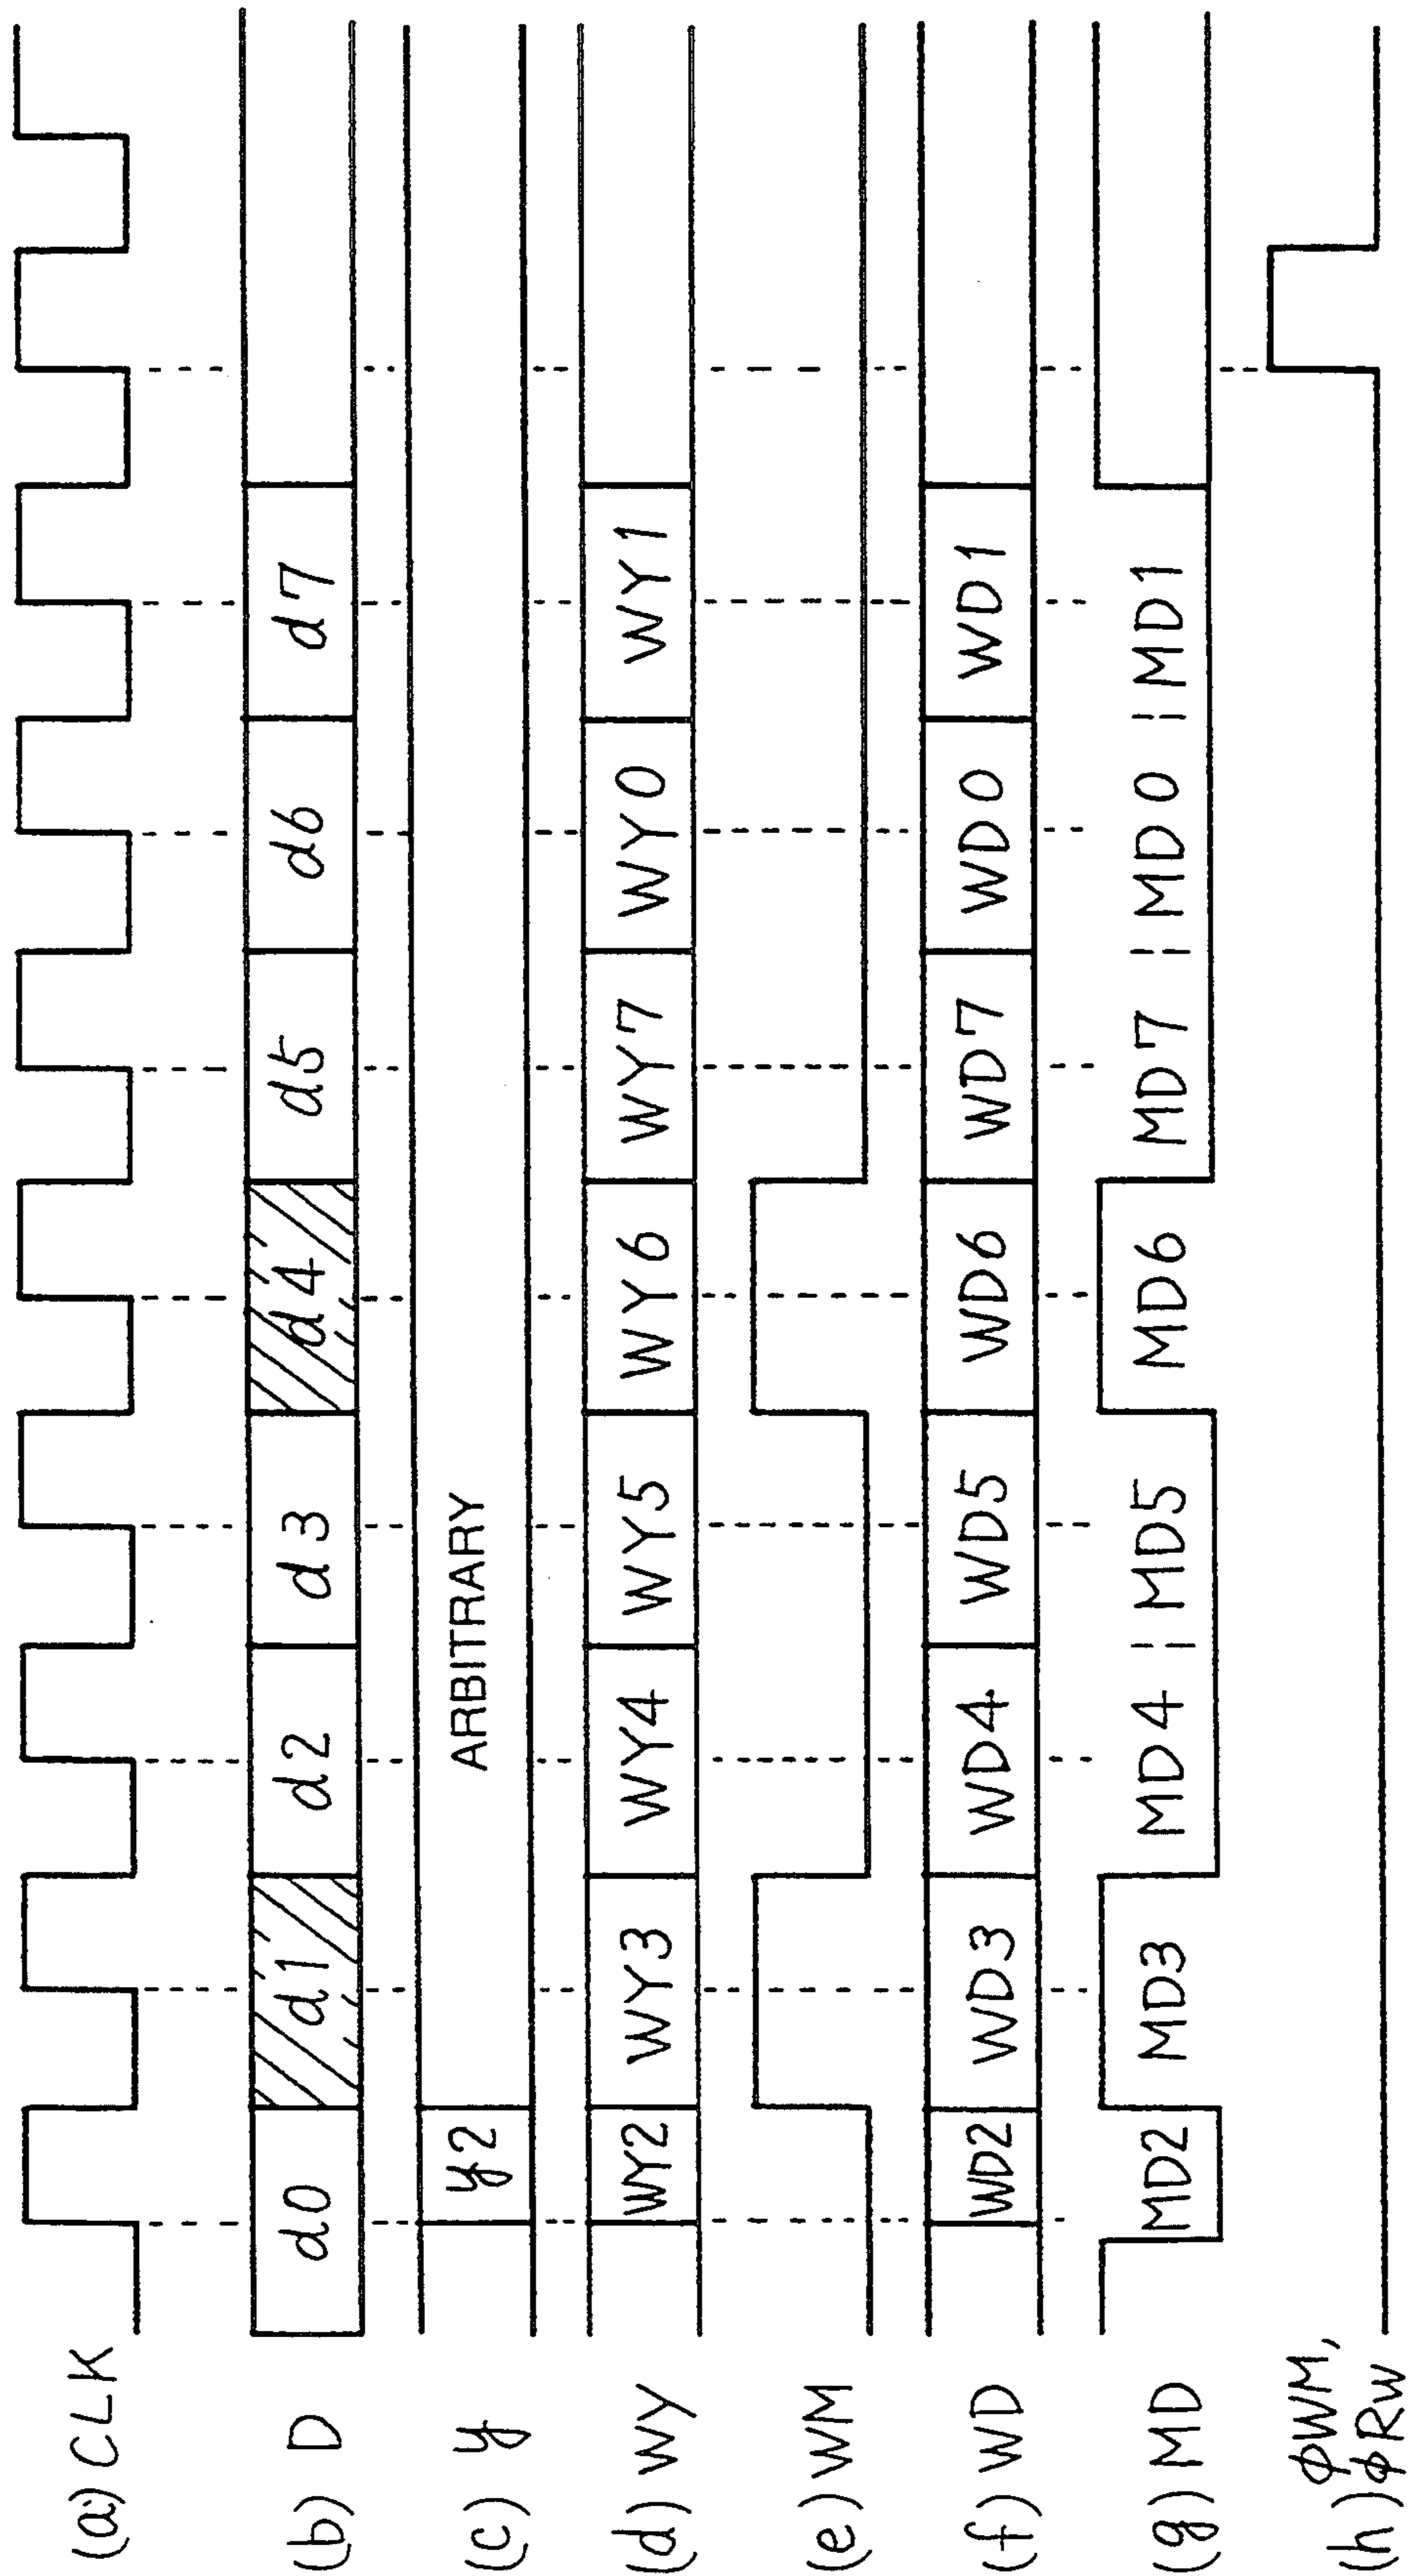 (a) CLK
(b) D d0 d1 d2 d3 d4 d5 d6 d7
(c) y y2 ARBITRARY
(d) WY WY2 WY3 WY4 WY5 WY6 WY7 WY0 WY1
(e) WM
(f) WD WD2 WD3 WD4 WD5 WD6 WD7 WD0 WD1
(g) MD MD2 MD3 MD4 MD5 MD6 MD7 MD0 MD1
ϕWM,
(h) ϕRW